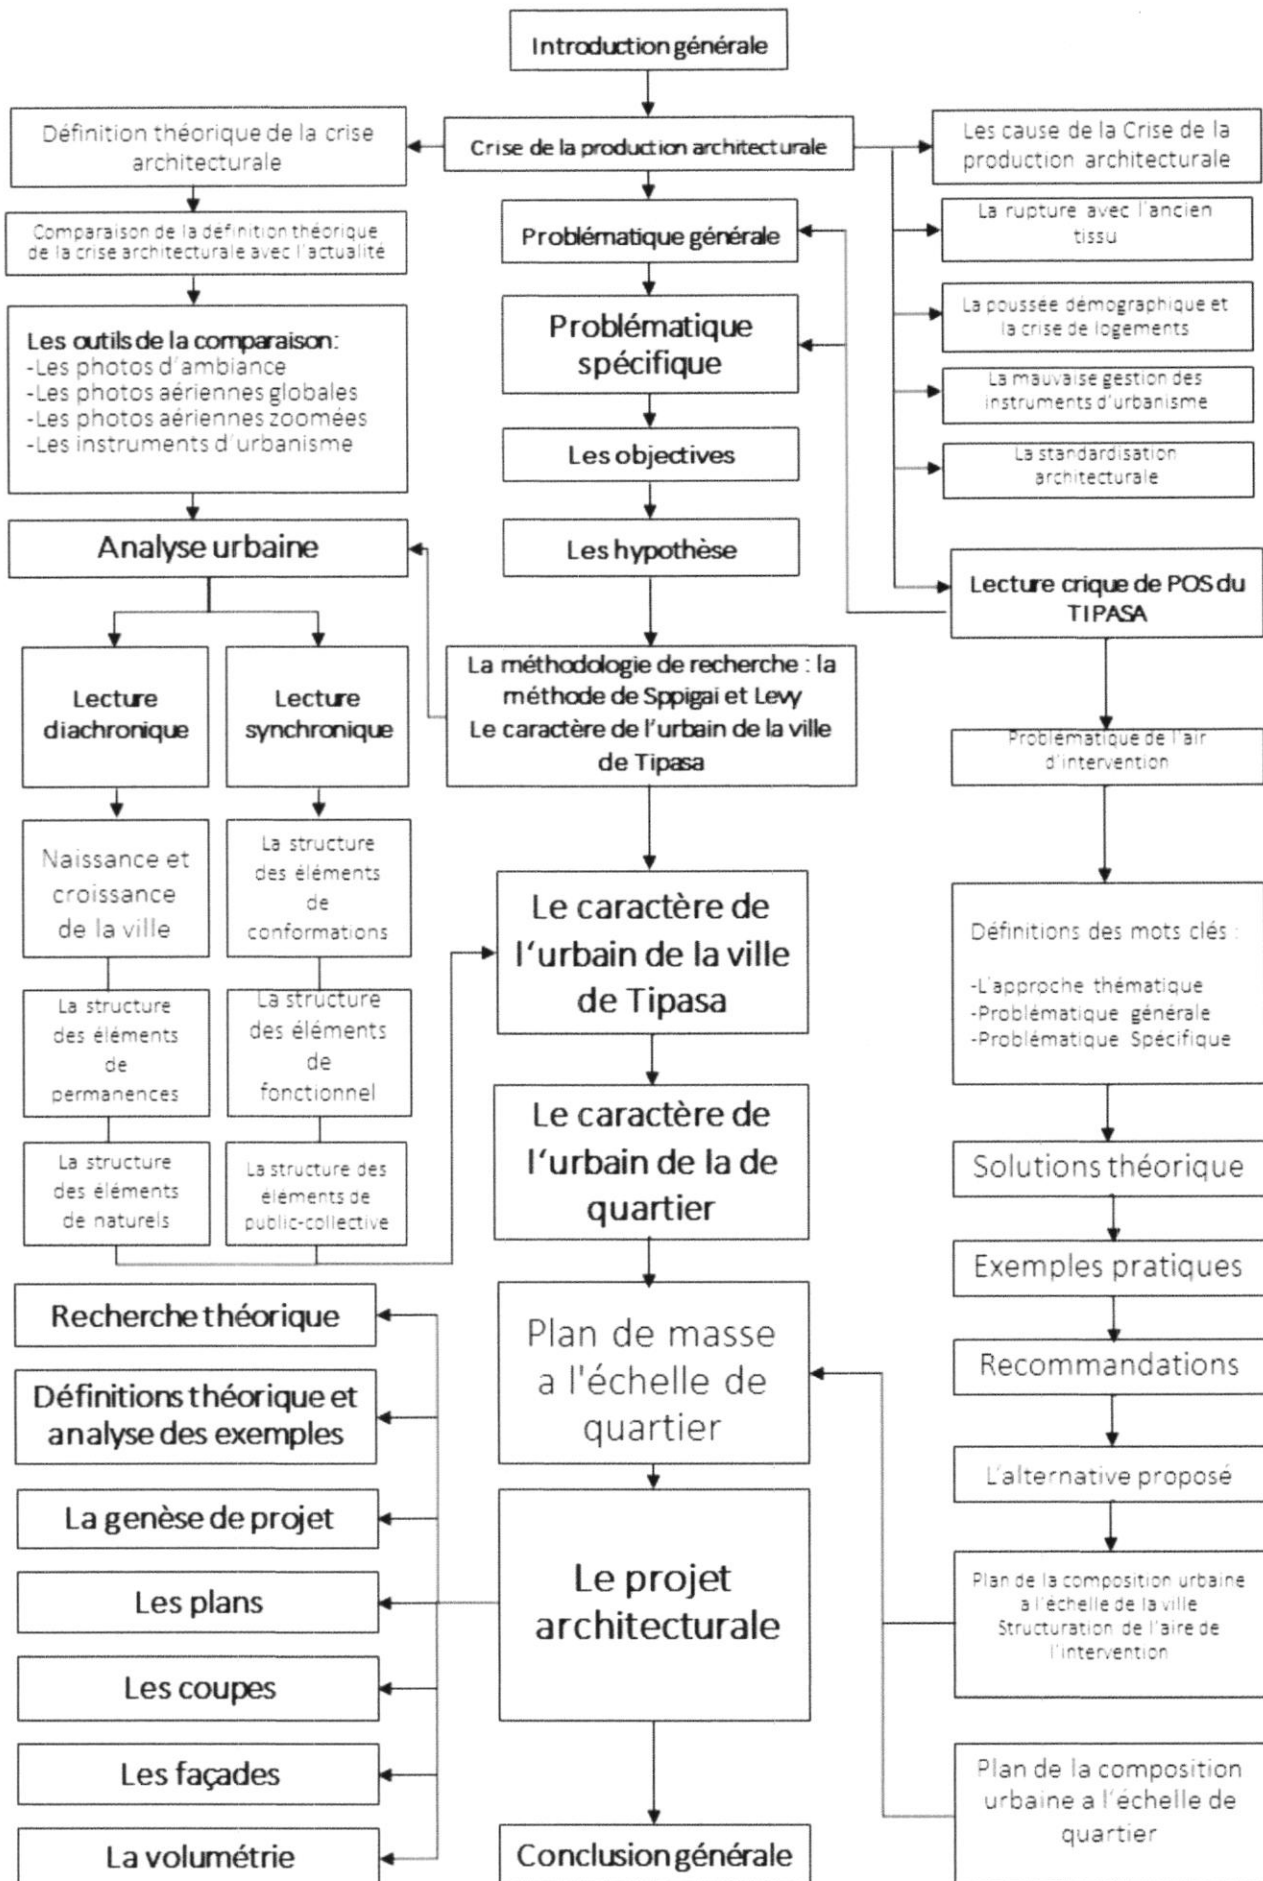 Introduction générale
Définition théorique de la crise
architecturale
Crise de la production architecturale
Les cause de la Crise de la
production architecturale
Comparaison de la définition théorique
de la crise architecturale avec l'actualité
Problématique générale
La rupture avec l'ancien
tissu
Les outils de la comparaison:
-Les photos d'ambiance
-Les photos aériennes globales
-Les photos aériennes zoomées
-Les instruments d'urbanisme
Problématique
spécifique
La poussée démographique et
la crise de logements
La mauvaise gestion des
instruments d'urbanisme
Les objectives
La standardisation
architecturale
Analyse urbaine
Les hypothèse
Lecture crique de POS du
TIPASA
Lecture
diachronique
Lecture
synchronique
La méthodologie de recherche : la
méthode de Sppigai et Levy
Le caractère de l'urbain de la ville
de Tipasa
Problématique de l'air
d'intervention
Naissance et
croissance
de la ville
La structure
des éléments
de
conformations
Le caractère de
l'urbain de la ville
de Tipasa
Définitions des mots clés :
-L'approche thématique
-Problématique générale
-Problématique Spécifique
La structure
des éléments
de
permanences
La structure
des éléments
de
fonctionnel
Le caractère de
l'urbain de la de
quartier
La structure
des éléments
de naturels
La structure des
éléments de
public-collective
Solutions théorique
Exemples pratiques
Recherche théorique
Plan de masse
a l'échelle de
quartier
Recommandations
Définitions théorique et
analyse des exemples
L'alternative proposé
La genèse de projet
Le projet
architecturale
Plan de la composition urbaine
a l'échelle de la ville
Structuration de l'aire de
l'intervention
Les plans
Les coupes
Les façades
Plan de la composition
urbaine a l'échelle de
quartier
La volumétrie
Conclusion générale